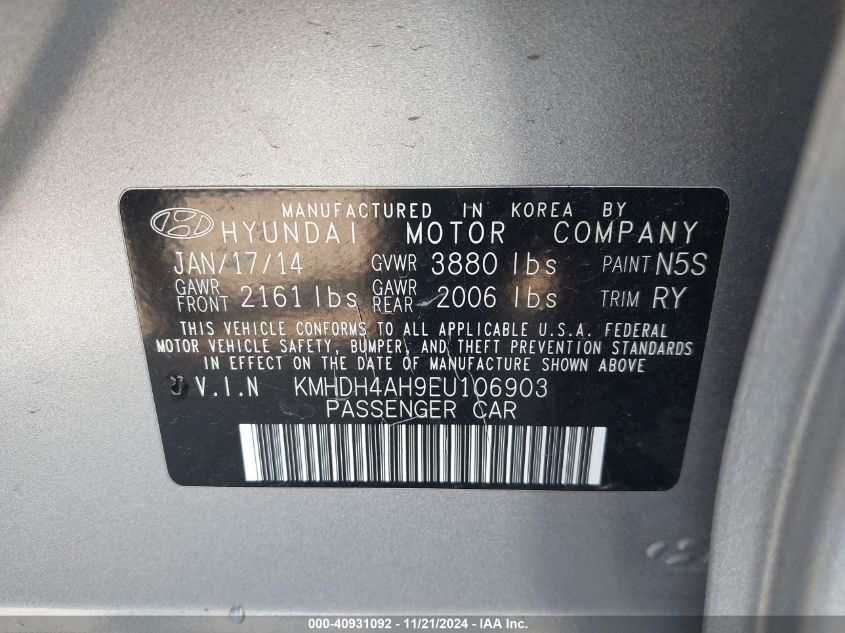 MANUFACTURED IN KOREA BY
HYUNDAI MOTOR COMPANY
JAN/17/14 GVWR 3880 lbs PAINT N5S
GAWR FRONT 2161 lbs GAWR REAR 2006 lbs TRIM RY
THIS VEHICLE CONFORMS TO ALL APPLICABLE U.S.A. FEDERAL
MOTOR VEHICLE SAFETY, BUMPER, AND THEFT PREVENTION STANDARDS
IN EFFECT ON THE DATE OF MANUFACTURE SHOWN ABOVE
V.I.N KMHDH4AH9EU106903
PASSENGER CAR
000-40931092 - 11/21/2024 - IAA Inc.